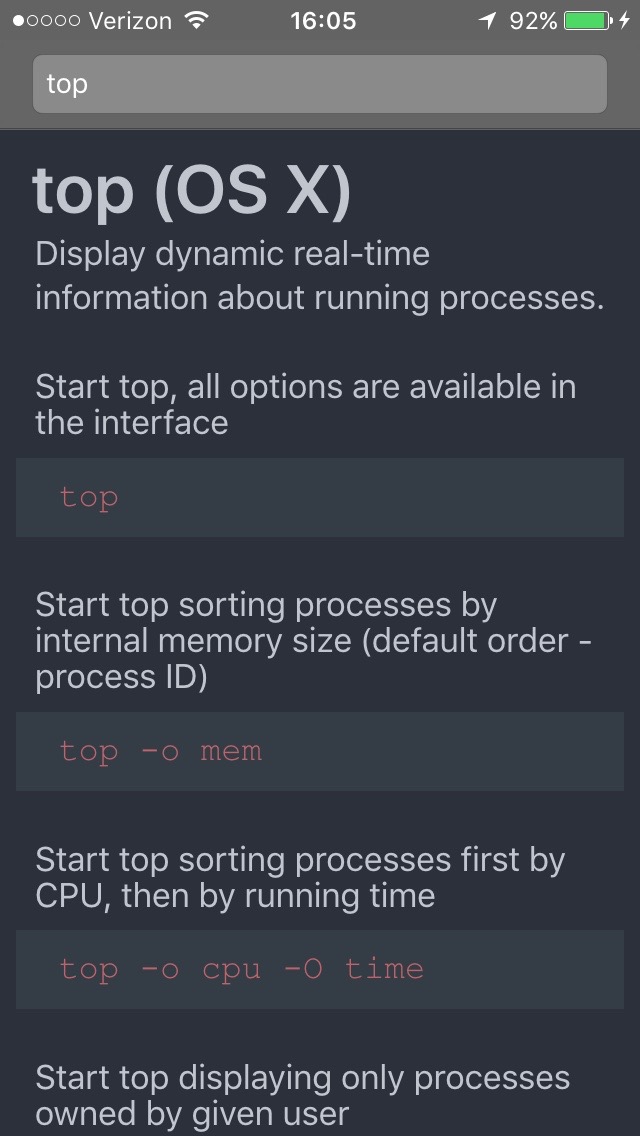 Verizon 16:05 92%
top
top (OS X)
Display dynamic real-time
information about running processes.
Start top, all options are available in
the interface
top
Start top sorting processes by
internal memory size (default order -
process ID)
top -o mem
Start top sorting processes first by
CPU, then by running time
top -o cpu -O time
Start top displaying only processes
owned by given user